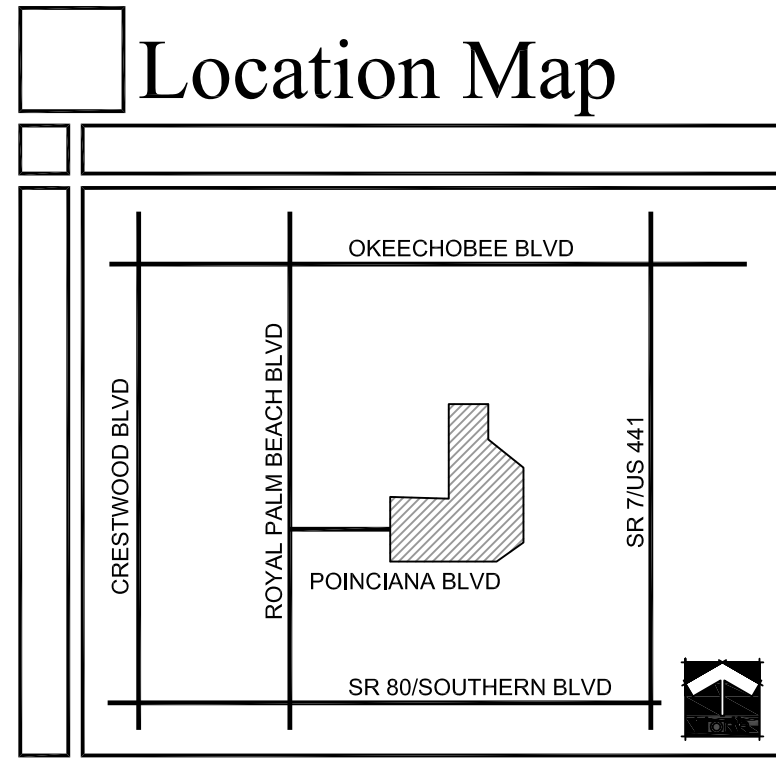 Location Map
OKEECHOBEE BLVD
CRESTWOOD BLVD
ROYAL PALM BEACH BLVD
SR 7/US 441
POINCIANA BLVD
SR 80/SOUTHERN BLVD